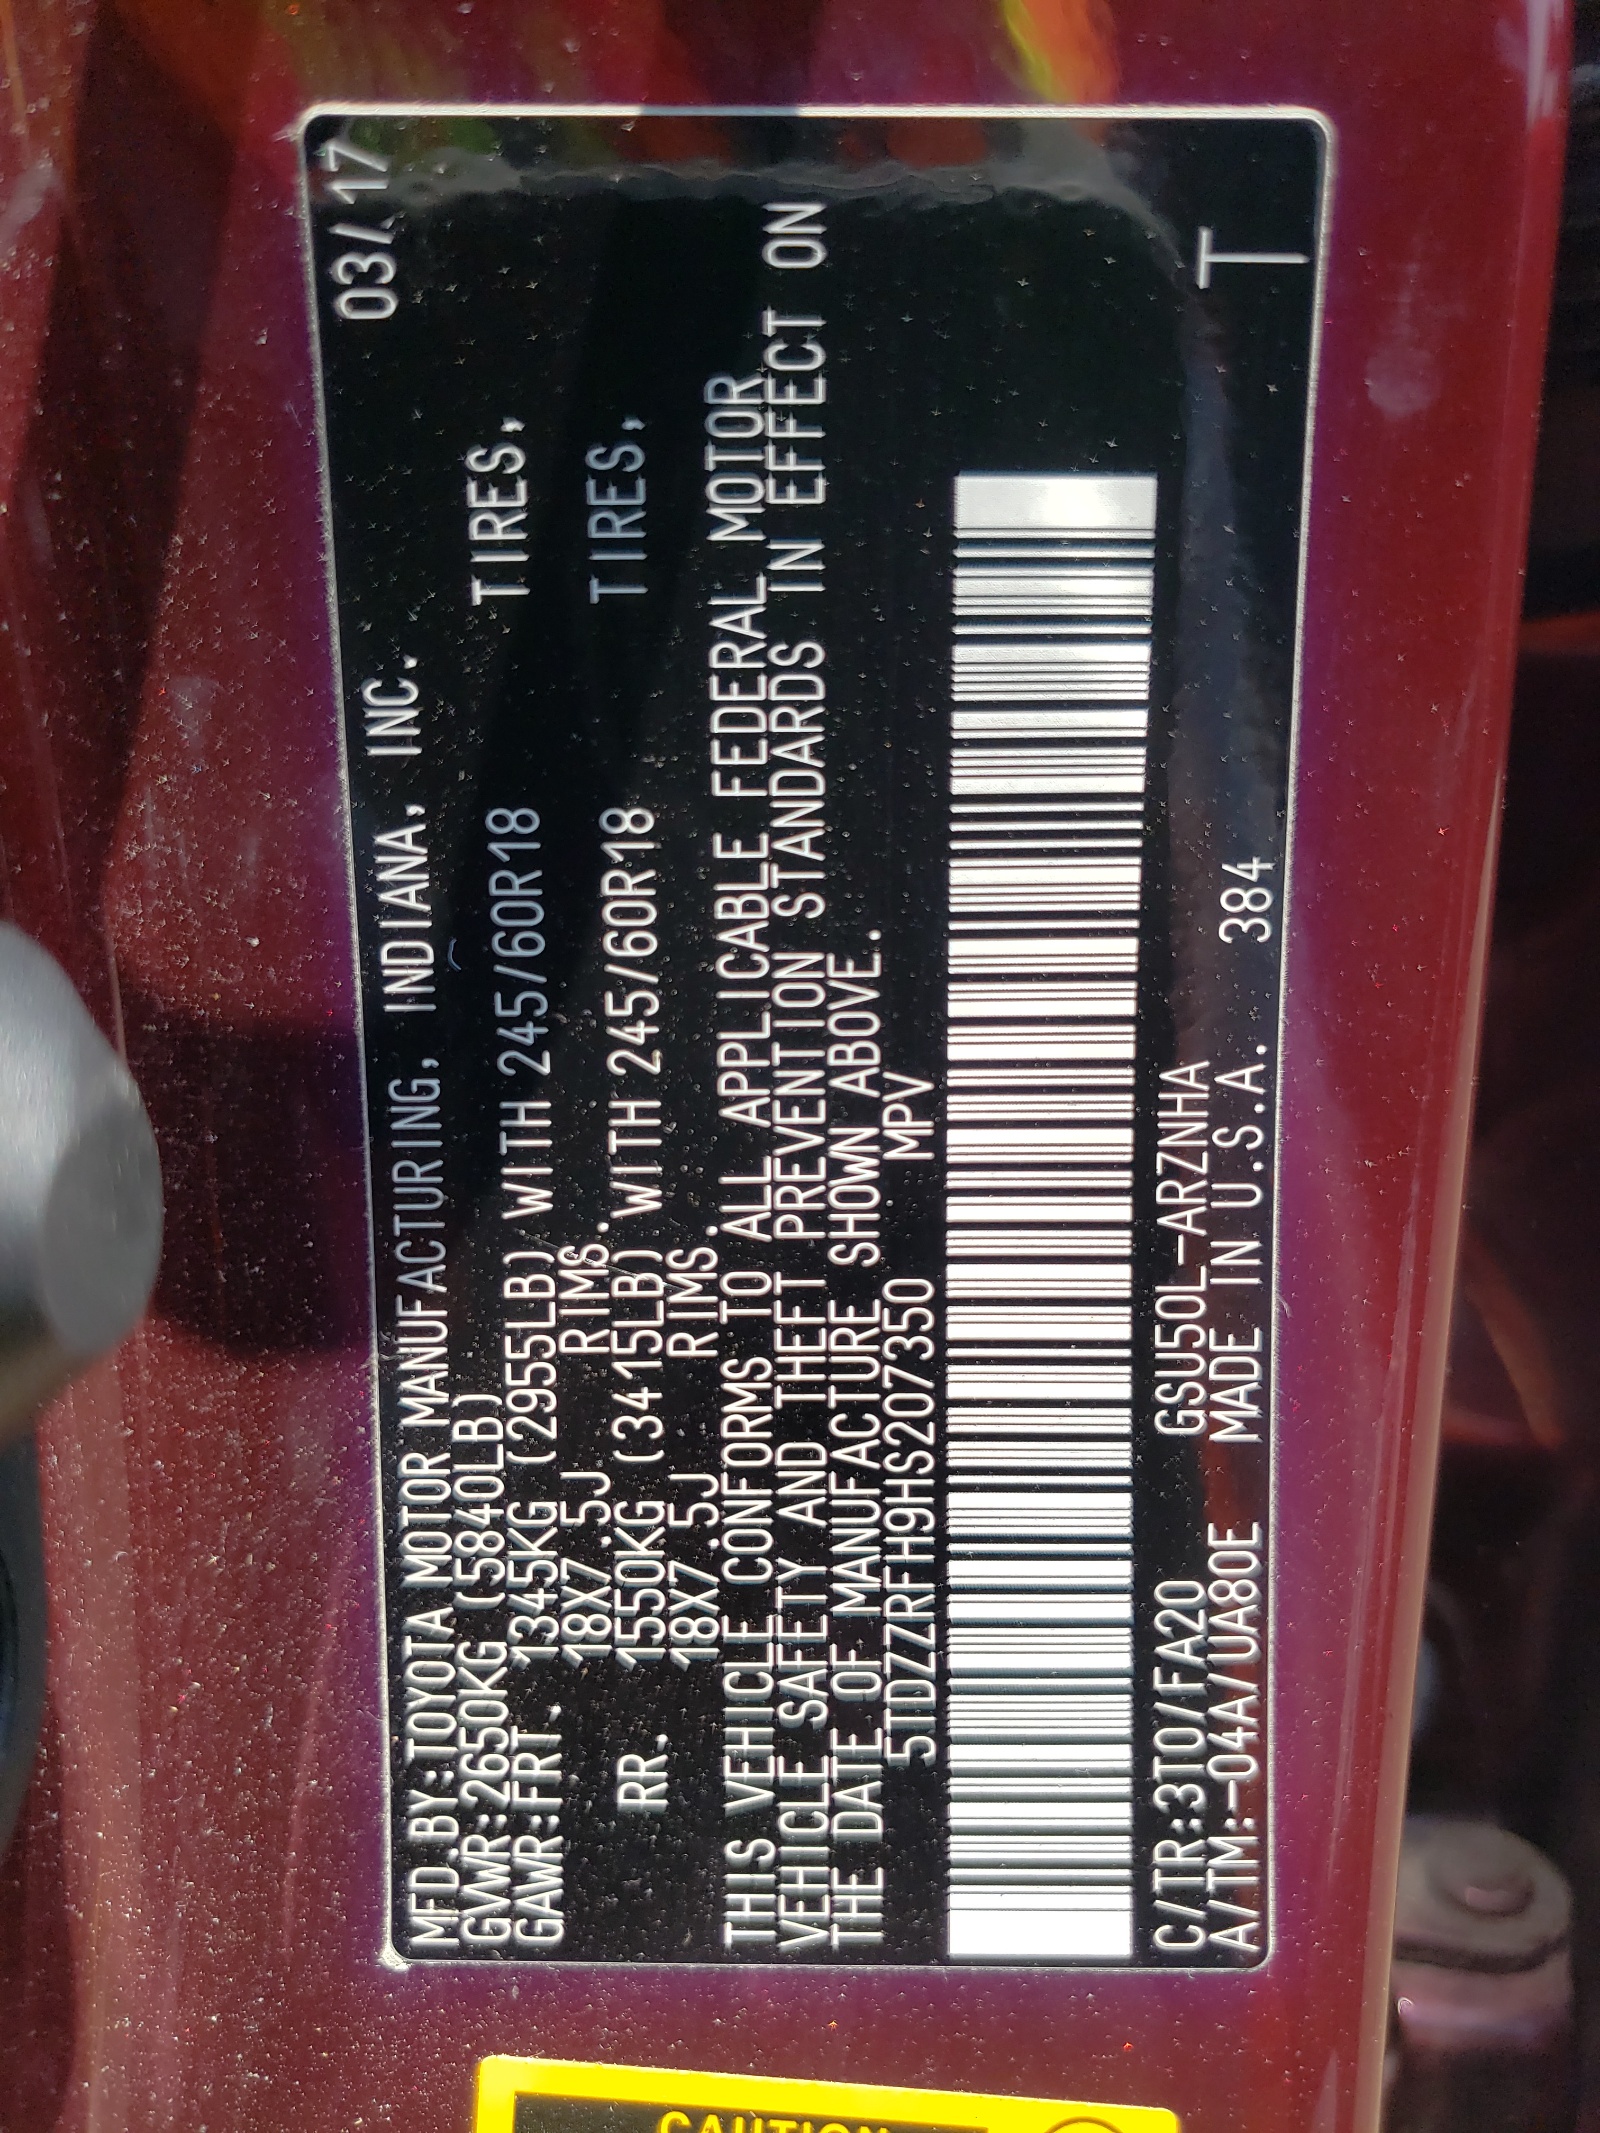 03/17
MFD.BY:TOYOTA MOTOR MANUFACTURING, INDIANA, INC.
GVWR:2650KG (5840LB)
GAWR:FRT. 1345KG (2955LB) WITH 245/60R18 TIRES,
18X7.5J RIMS.
RR. 1550KG (3415LB) WITH 245/60R18 TIRES,
18X7.5J RIMS.
THIS VEHICLE CONFORMS TO ALL APPLICABLE FEDERAL MOTOR
VEHICLE SAFETY AND THEFT PREVENTION STANDARDS IN EFFECT ON
THE DATE OF MANUFACTURE SHOWN ABOVE.
5TDZZRFH9HS207350 MPV
C/TR:3T0/FA20 GSU50L-ARZNHA
A/TM:-04A/UA80E MADE IN U.S.A. 384 T
CAUTION